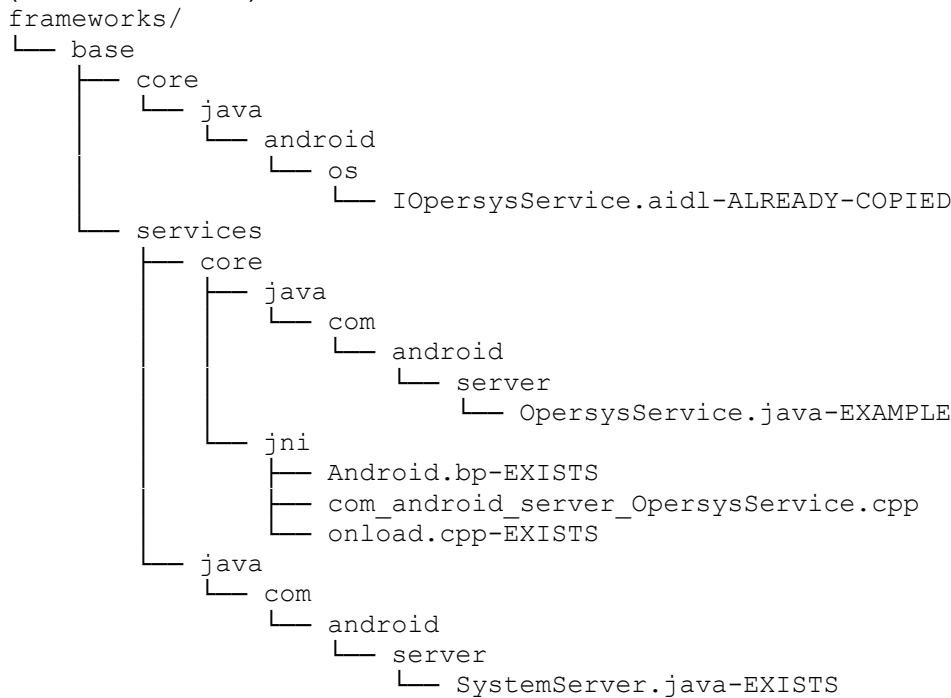 frameworks/
└── base
    ├── core
    │   └── java
    │       └── android
    │           └── os
    │               └── IOpersysService.aidl-ALREADY-COPIED
    └── services
        ├── core
        │   ├── java
        │   │   └── com
        │   │       └── android
        │   │           └── server
        │   │               └── OpersysService.java-EXAMPLE
        │   └── jni
        │       ├── Android.bp-EXISTS
        │       ├── com_android_server_OpersysService.cpp
        │       └── onload.cpp-EXISTS
        └── java
            └── com
                └── android
                    └── server
                        └── SystemServer.java-EXISTS